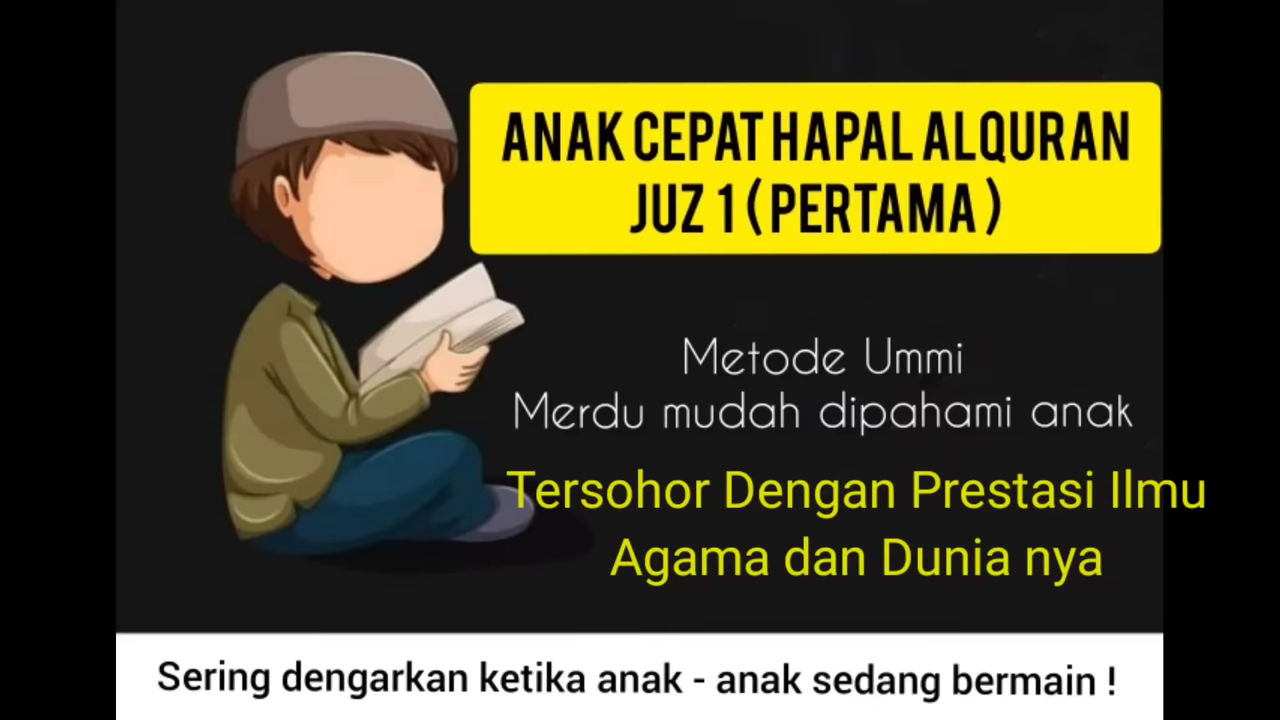 ANAK CEPAT HAPAL ALQURAN
JUZ 1 ( PERTAMA )
Metode Ummi
Merdu mudah dipahami anak
Tersohor Dengan Prestasi Ilmu
Agama dan Dunia nya
Sering dengarkan ketika anak - anak sedang bermain !